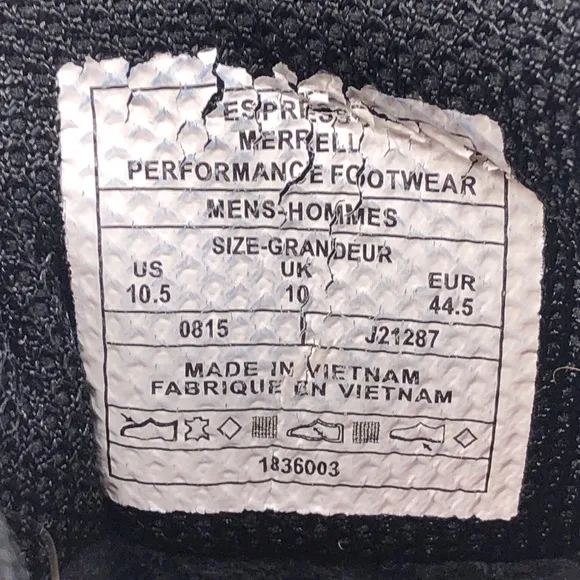 ESPRESSO
MERRELL
PERFORMANCE FOOTWEAR
MENS-HOMMES
SIZE-GRANDEUR
US UK EUR
10.5 10 44.5
0815 J21287
MADE IN VIETNAM
FABRIQUE EN VIETNAM
1836003